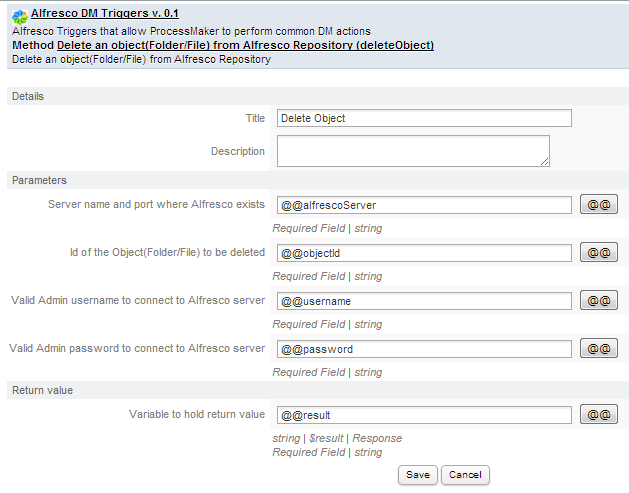 Alfresco DM Triggers v. 0.1
Alfresco Triggers that allow ProcessMaker to perform common DM actions
Method Delete an object(Folder/File) from Alfresco Repository (deleteObject)
Delete an object(Folder/File) from Alfresco Repository
Details
Title Delete Object
Description
Parameters
Server name and port where Alfresco exists @@alfrescoServer @@
Required Field | string
Id of the Object(Folder/File) to be deleted @@objectId @@
Required Field | string
Valid Admin username to connect to Alfresco server @@username @@
Required Field | string
Valid Admin password to connect to Alfresco server @@password @@
Required Field | string
Return value
Variable to hold return value @@result @@
string | $result | Response
Required Field | string
Save Cancel